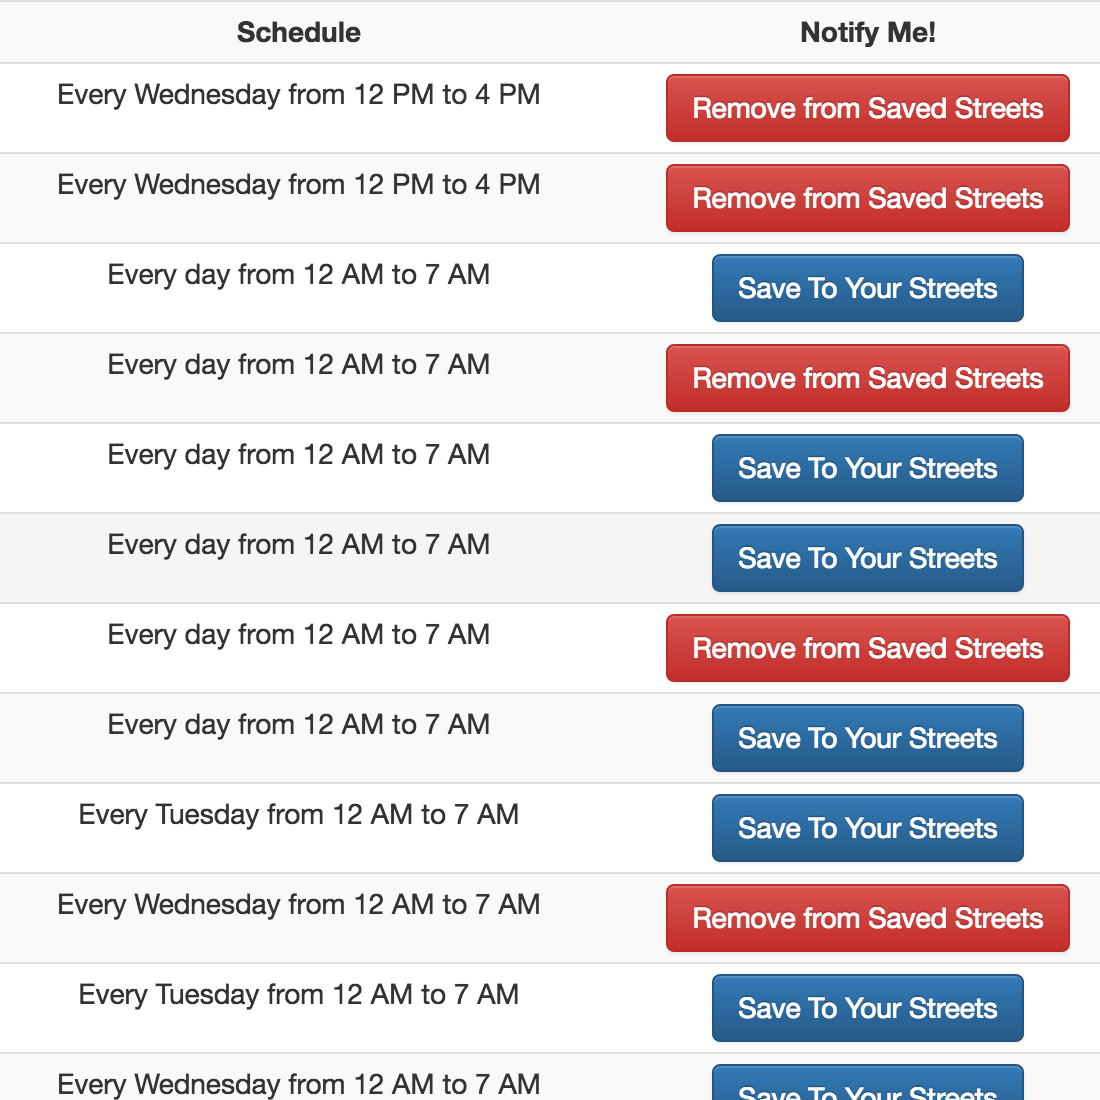 Schedule Notify Me!
Every Wednesday from 12 PM to 4 PM Remove from Saved Streets
Every Wednesday from 12 PM to 4 PM Remove from Saved Streets
Every day from 12 AM to 7 AM Save To Your Streets
Every day from 12 AM to 7 AM Remove from Saved Streets
Every day from 12 AM to 7 AM Save To Your Streets
Every day from 12 AM to 7 AM Save To Your Streets
Every day from 12 AM to 7 AM Remove from Saved Streets
Every day from 12 AM to 7 AM Save To Your Streets
Every Tuesday from 12 AM to 7 AM Save To Your Streets
Every Wednesday from 12 AM to 7 AM Remove from Saved Streets
Every Tuesday from 12 AM to 7 AM Save To Your Streets
Every Wednesday from 12 AM to 7 AM Save To Your Streets